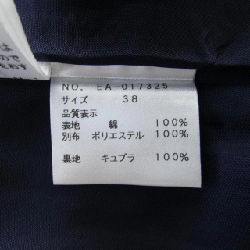 NO. EA 017325
サイズ 38
品質表示
表地 綿 100%
別布 ポリエステル 100%
裏地 キュプラ 100%